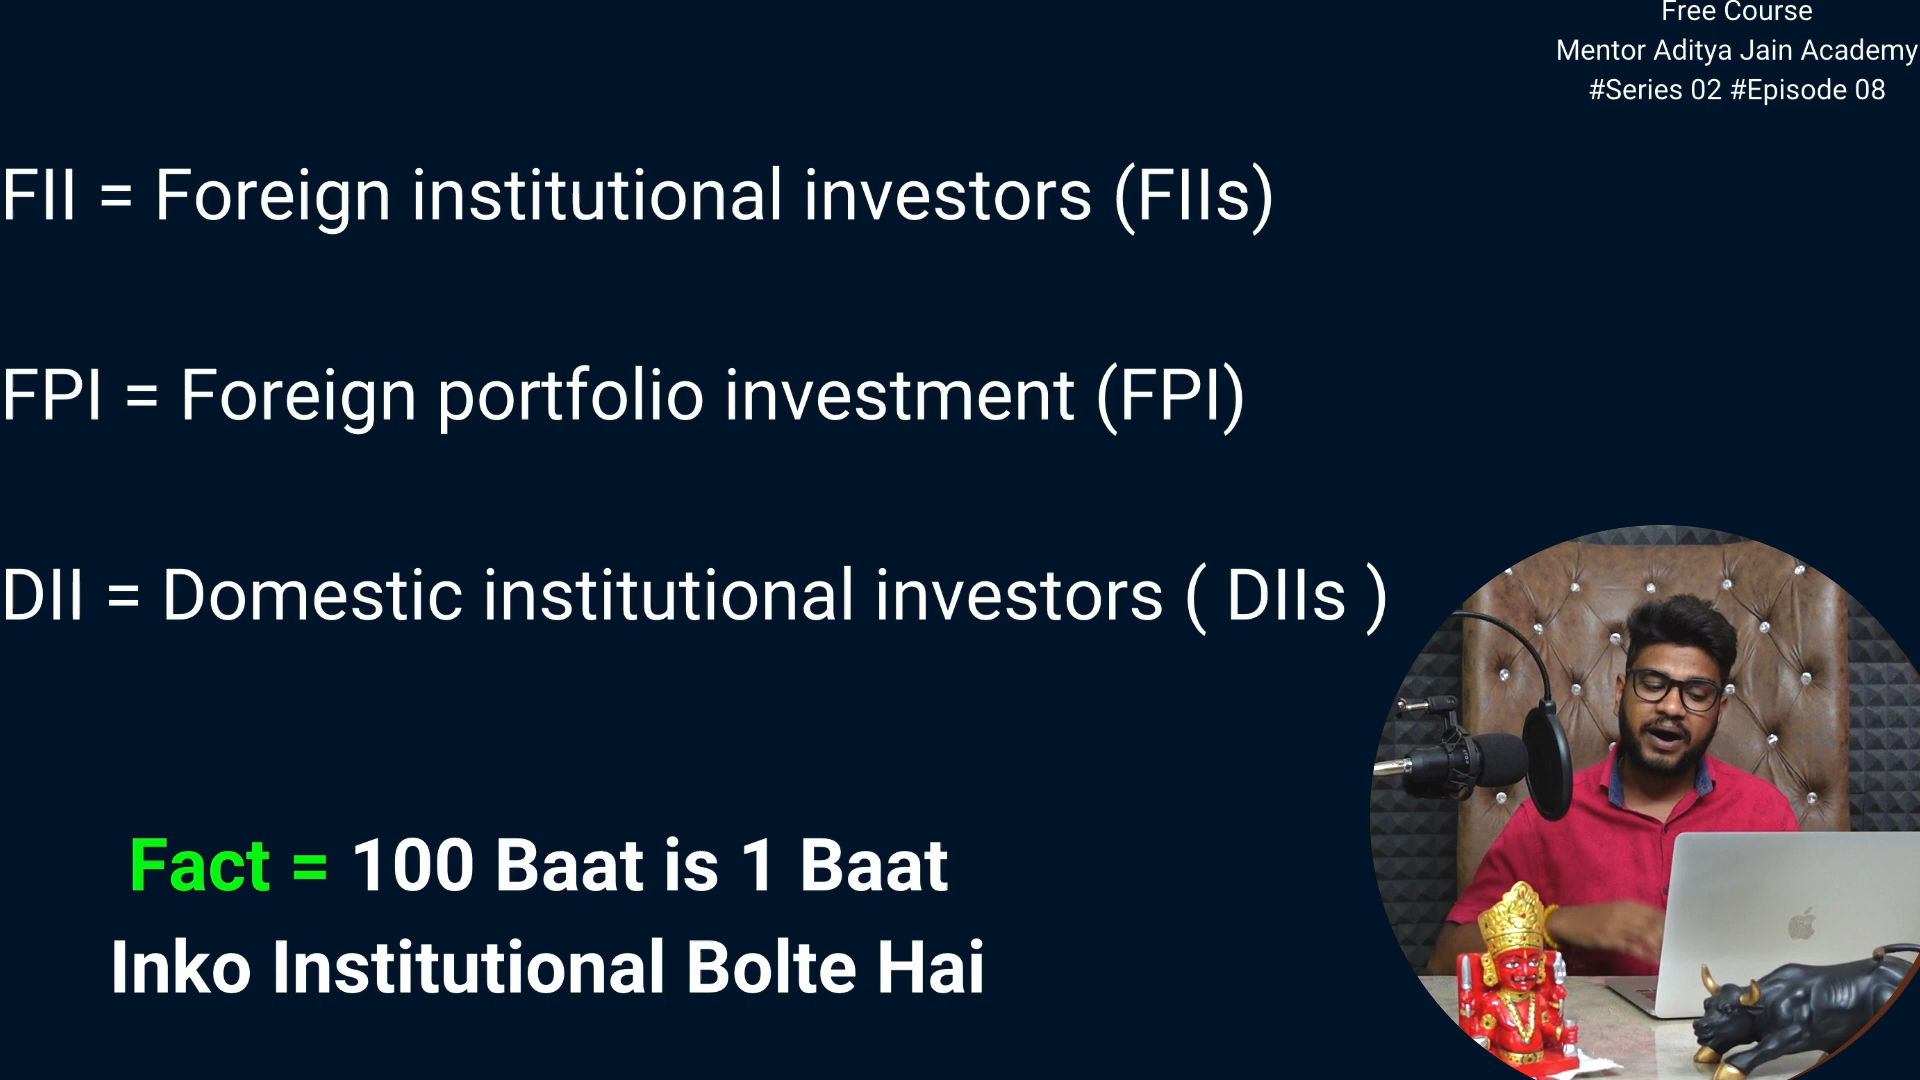 Free Course
Mentor Aditya Jain Academy
#Series 02 #Episode 08
FII = Foreign institutional investors (FIIs)
FPI = Foreign portfolio investment (FPI)
DII = Domestic institutional investors ( DIIs )
Fact = 100 Baat is 1 Baat
Inko Institutional Bolte Hai